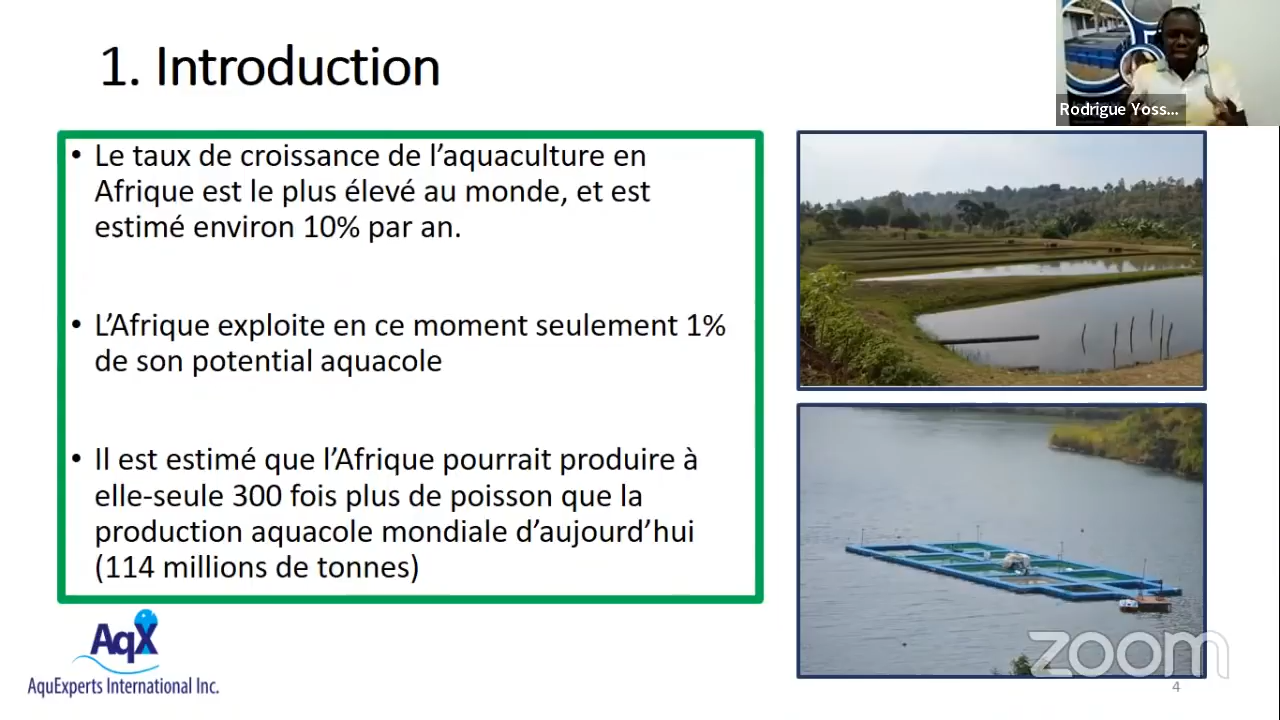 1. Introduction
Rodrigue Yoss...
• Le taux de croissance de l’aquaculture en
Afrique est le plus élevé au monde, et est
estimé environ 10% par an.
• L’Afrique exploite en ce moment seulement 1%
de son potential aquacole
• Il est estimé que l’Afrique pourrait produire à
elle-seule 300 fois plus de poisson que la
production aquacole mondiale d’aujourd’hui
(114 millions de tonnes)
AqX
AquExperts International Inc.
zoom
4